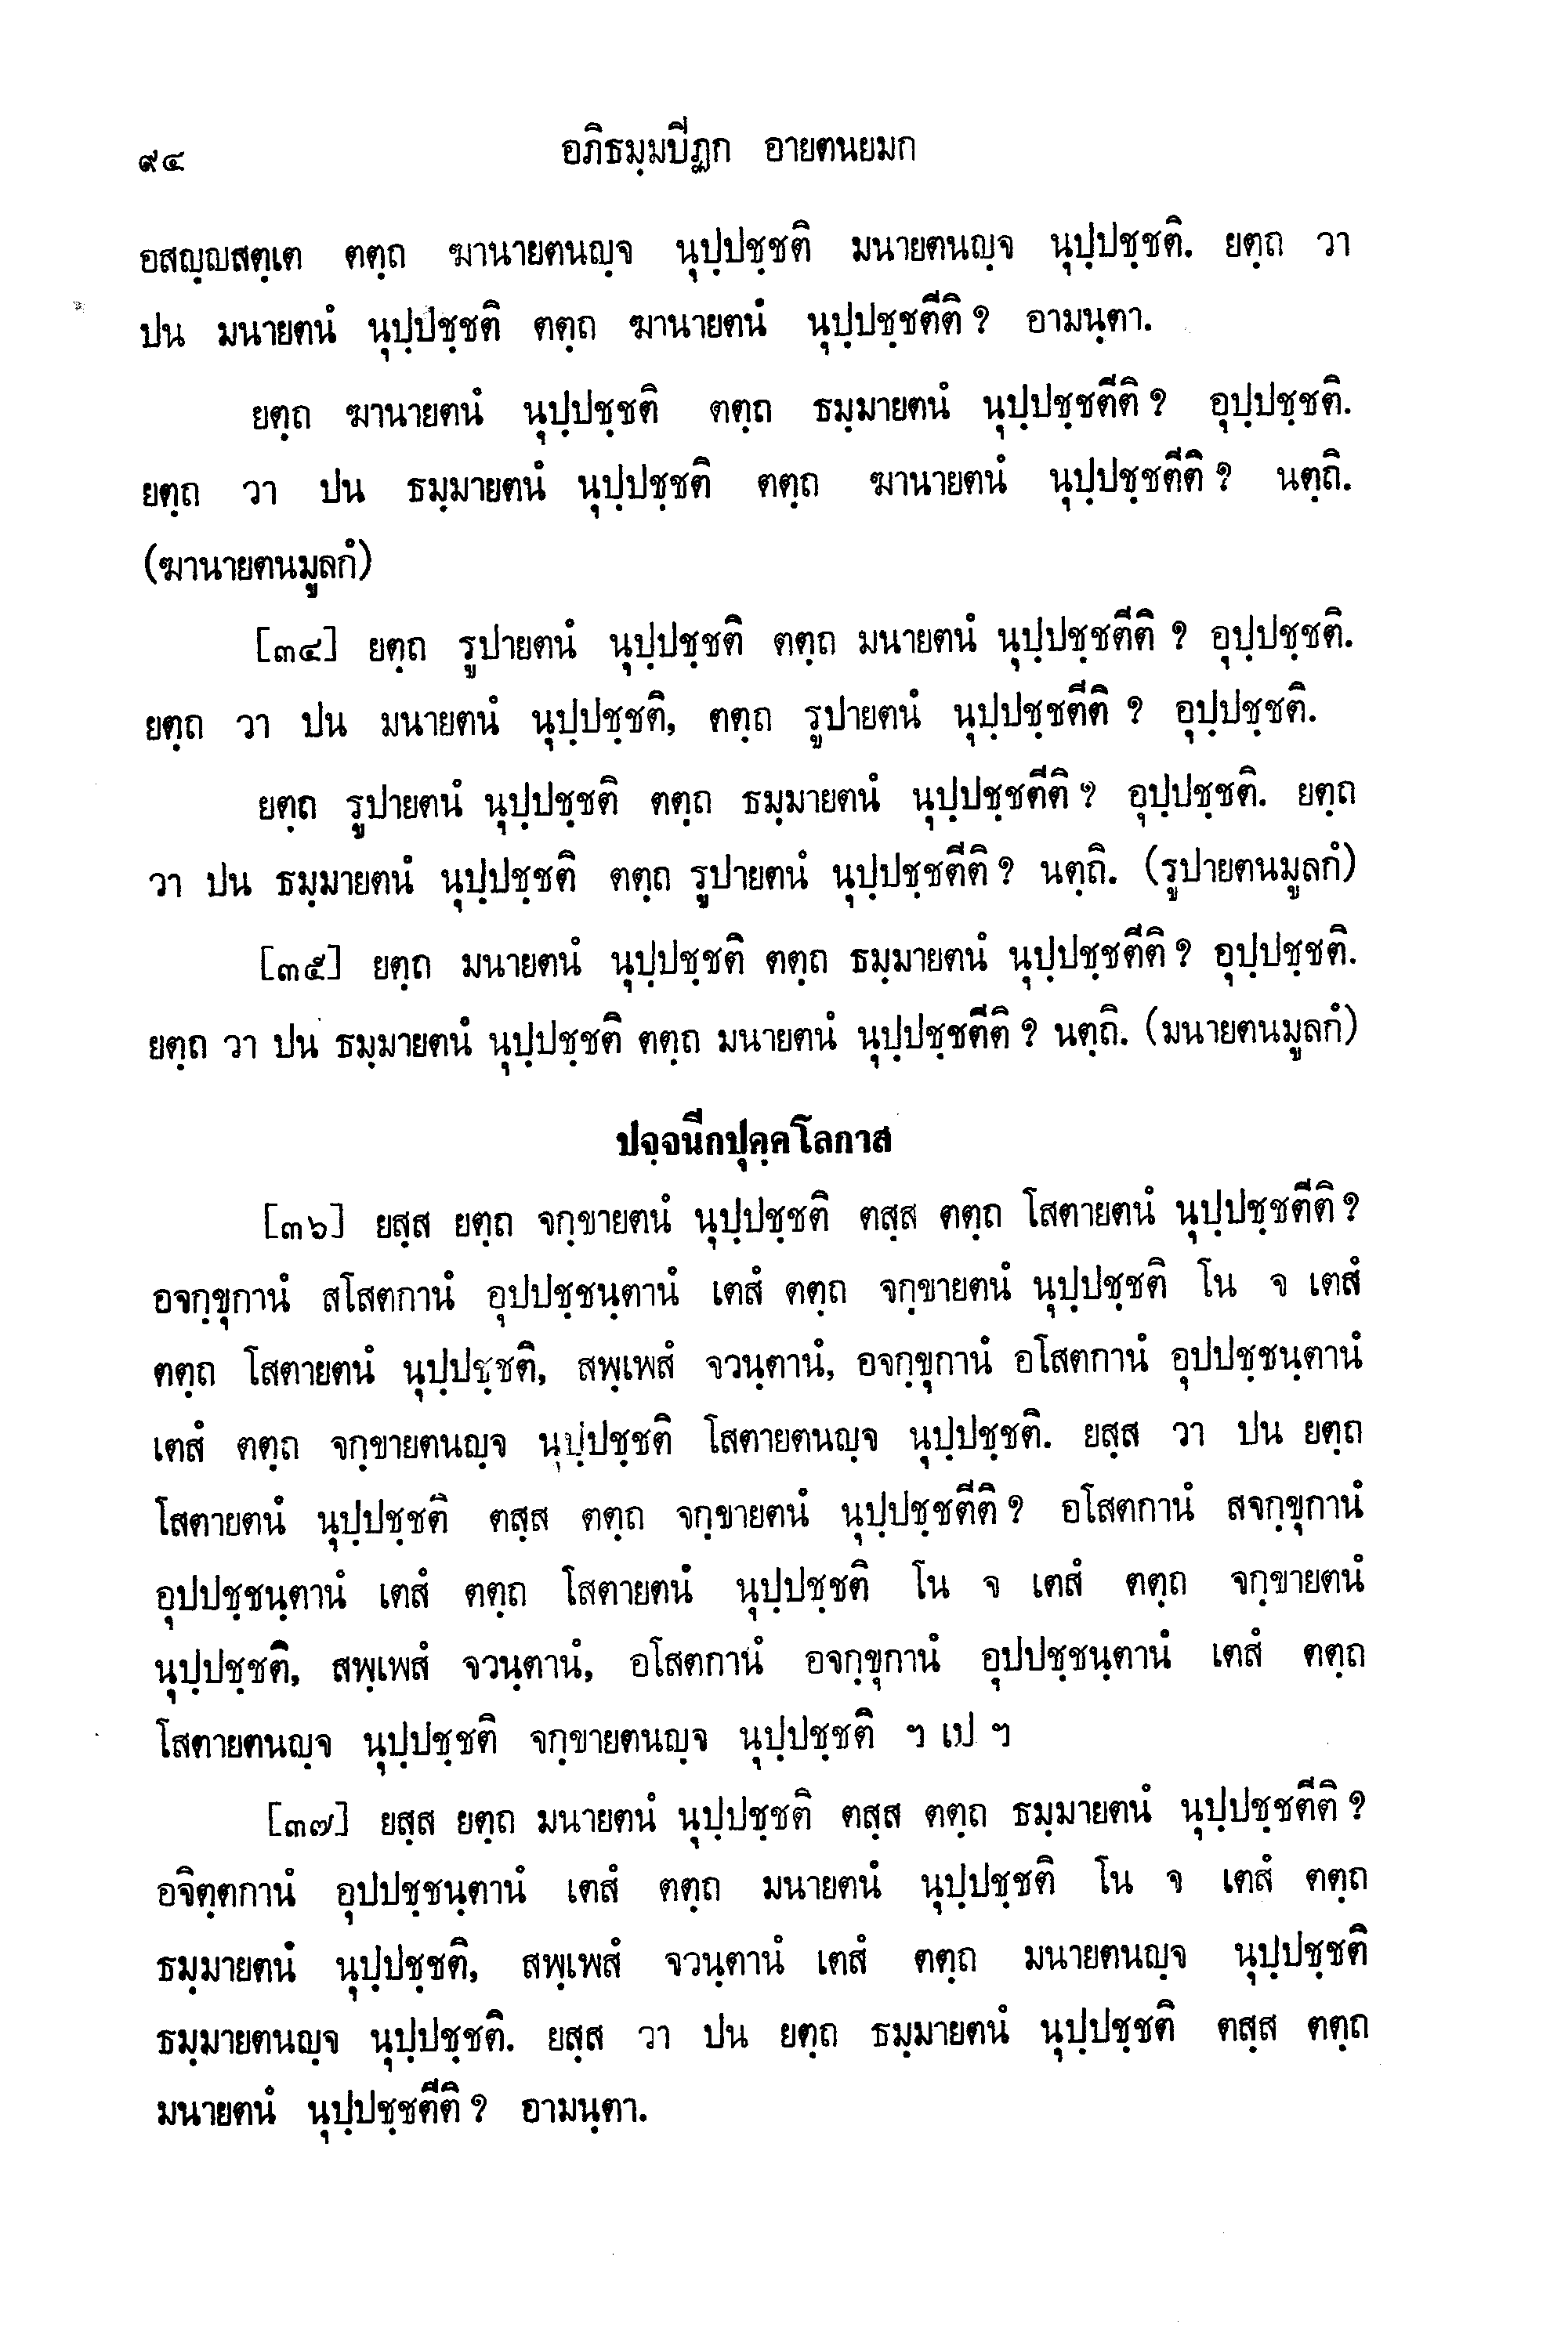 ๙๔ อภิธมฺมปีฏก อายตนยมก
อสญฺญสตฺเต ตตฺถ ฆานายตนญฺจ นุปฺปชฺชติ มนายตนญฺจ นุปฺปชฺชติ. ยตฺถ วา
ปน มนายตนํ นุปฺปชฺชติ ตตฺถ ฆานายตนํ นุปฺปชฺชตีติ ? อามนฺตา.
ยตฺถ ฆานายตนํ นุปฺปชฺชติ ตตฺถ ธมฺมายตนํ นุปฺปชฺชตีติ ? อุปฺปชฺชติ.
ยตฺถ วา ปน ธมฺมายตนํ นุปฺปชฺชติ ตตฺถ ฆานายตนํ นุปฺปชฺชตีติ ? นตฺถิ.
(ฆานายตนมูลกํ)
[๓๔] ยตฺถ รูปายตนํ นุปฺปชฺชติ ตตฺถ มนายตนํ นุปฺปชฺชตีติ ? อุปฺปชฺชติ.
ยตฺถ วา ปน มนายตนํ นุปฺปชฺชติ, ตตฺถ รูปายตนํ นุปฺปชฺชตีติ ? อุปฺปชฺชติ.
ยตฺถ รูปายตนํ นุปฺปชฺชติ ตตฺถ ธมฺมายตนํ นุปฺปชฺชตีติ ? อุปฺปชฺชติ. ยตฺถ
วา ปน ธมฺมายตนํ นุปฺปชฺชติ ตตฺถ รูปายตนํ นุปฺปชฺชตีติ ? นตฺถิ. (รูปายตนมูลกํ)
[๓๕] ยตฺถ มนายตนํ นุปฺปชฺชติ ตตฺถ ธมฺมายตนํ นุปฺปชฺชตีติ ? อุปฺปชฺชติ.
ยตฺถ วา ปน ธมฺมายตนํ นุปฺปชฺชติ ตตฺถ มนายตนํ นุปฺปชฺชตีติ ? นตฺถิ. (มนายตนมูลกํ)
ปจฺจนีกปุคฺคโลกาส
[๓๖] ยสฺส ยตฺถ จกฺขายตนํ นุปฺปชฺชติ ตสฺส ตตฺถ โสตายตนํ นุปฺปชฺชตีติ ?
อจกฺขุกานํ สโสตกานํ อุปปชฺชนฺตานํ เตสํ ตตฺถ จกฺขายตนํ นุปฺปชฺชติ โน จ เตสํ
ตตฺถ โสตายตนํ นุปฺปชฺชติ, สพฺเพสํ จวนฺตานํ, อจกฺขุกานํ อโสตกานํ อุปปชฺชนฺตานํ
เตสํ ตตฺถ จกฺขายตนญฺจ นุปฺปชฺชติ โสตายตนญฺจ นุปฺปชฺชติ. ยสฺส วา ปน ยตฺถ
โสตายตนํ นุปฺปชฺชติ ตสฺส ตตฺถ จกฺขายตนํ นุปฺปชฺชตีติ ? อโสตกานํ สจกฺขุกานํ
อุปปชฺชนฺตานํ เตสํ ตตฺถ โสตายตนํ นุปฺปชฺชติ โน จ เตสํ ตตฺถ จกฺขายตนํ
นุปฺปชฺชติ, สพฺเพสํ จวนฺตานํ, อโสตกานํ อจกฺขุกานํ อุปปชฺชนฺตานํ เตสํ ตตฺถ
โสตายตนญฺจ นุปฺปชฺชติ จกฺขายตนญฺจ นุปฺปชฺชติ ฯ เป ฯ
[๓๗] ยสฺส ยตฺถ มนายตนํ นุปฺปชฺชติ ตสฺส ตตฺถ ธมฺมายตนํ นุปฺปชฺชตีติ ?
อจิตฺตกานํ อุปปชฺชนฺตานํ เตสํ ตตฺถ มนายตนํ นุปฺปชฺชติ โน จ เตสํ ตตฺถ
ธมฺมายตนํ นุปฺปชฺชติ, สพฺเพสํ จวนฺตานํ เตสํ ตตฺถ มนายตนญฺจ นุปฺปชฺชติ
ธมฺมายตนญฺจ นุปฺปชฺชติ. ยสฺส วา ปน ยตฺถ ธมฺมายตนํ นุปฺปชฺชติ ตสฺส ตตฺถ
มนายตนํ นุปฺปชฺชตีติ ? อามนฺตา.